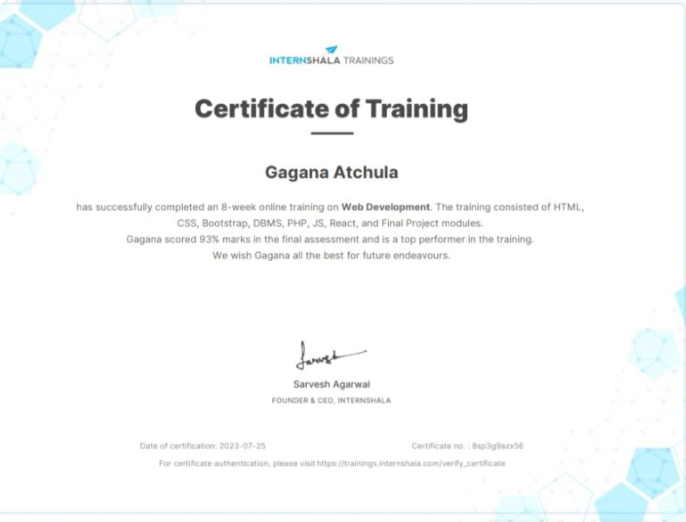 INTERNSHALA TRAININGS
Certificate of Training
Gagana Atchula
has successfully completed an 8-week online training on Web Development. The training consisted of HTML,
CSS, Bootstrap, DBMS, PHP, JS, React, and Final Project modules.
Gagana scored 93% marks in the final assessment and is a top performer in the training.
We wish Gagana all the best for future endeavours.
Sarvesh
Sarvesh Agarwal
FOUNDER & CEO, INTERNSHALA
Date of certification: 2023-07-25
Certificate no. : 8sp3g9azx56
For certificate authentication, please visit https://trainings.internshala.com/verify_certificate